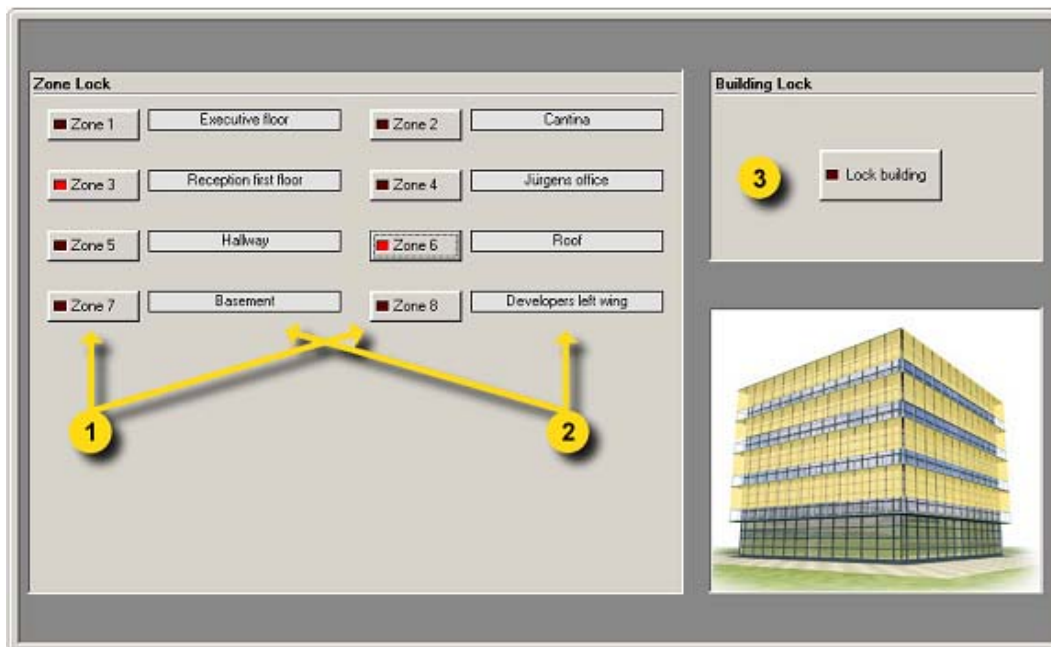 Zone Lock
Building Lock
Zone 1 Executive floor Zone 2 Cantina
Zone 3 Reception first floor Zone 4 Jürgens office
3 Lock building
Zone 5 Hallway Zone 6 Roof
Zone 7 Basement Zone 8 Developers left wing
1 2